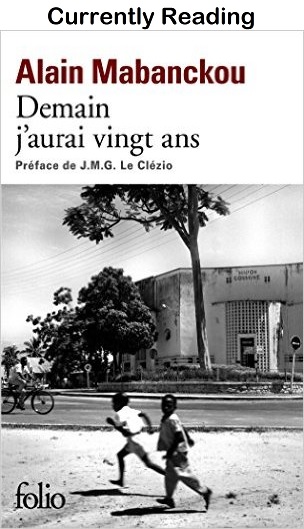 Currently Reading
Alain Mabanckou
Demain
j'aurai vingt ans
Préface de J.M.G. Le Clézio
folio